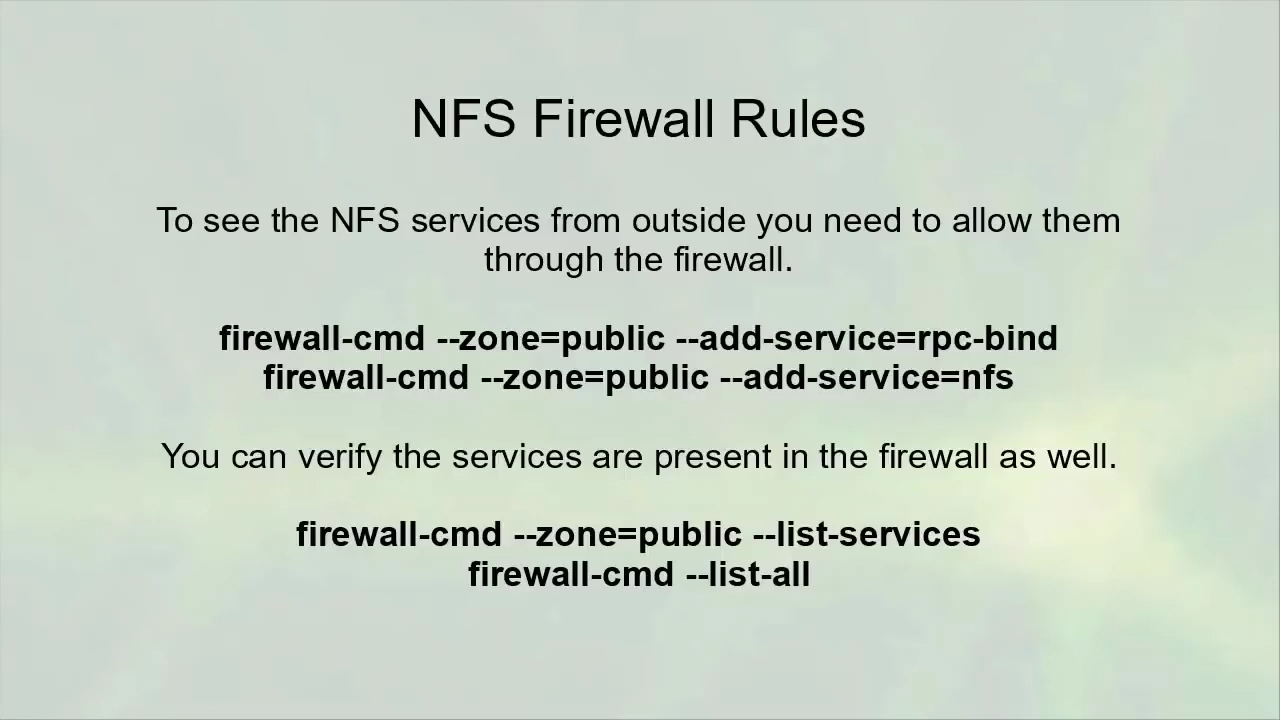 NFS Firewall Rules
To see the NFS services from outside you need to allow them
through the firewall.
firewall-cmd --zone=public --add-service=rpc-bind
firewall-cmd --zone=public --add-service=nfs
You can verify the services are present in the firewall as well.
firewall-cmd --zone=public --list-services
firewall-cmd --list-all